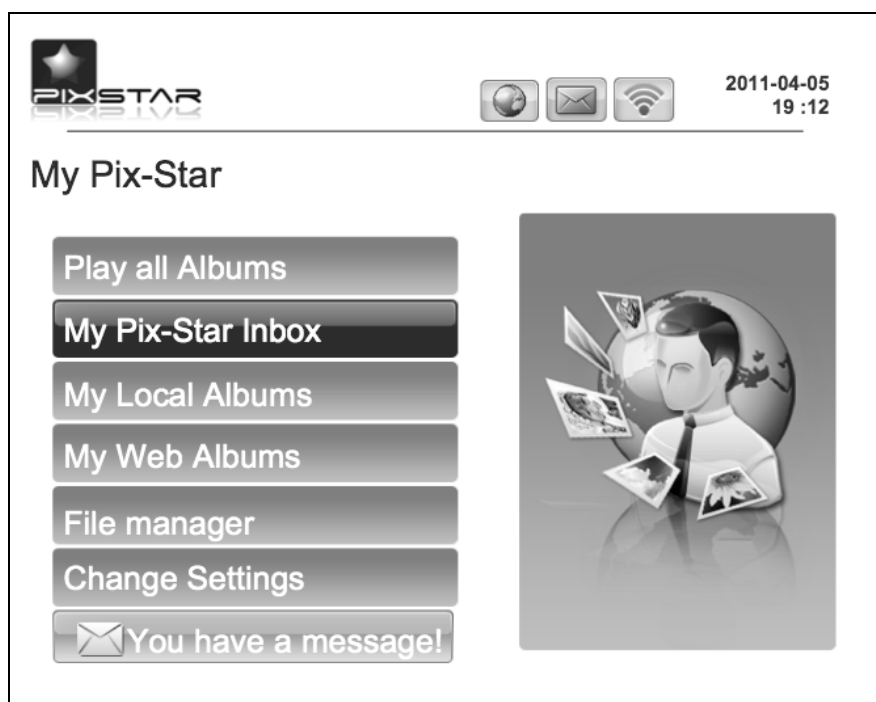 PIXSTAR
2011-04-05
19 :12
My Pix-Star
Play all Albums
My Pix-Star Inbox
My Local Albums
My Web Albums
File manager
Change Settings
You have a message!